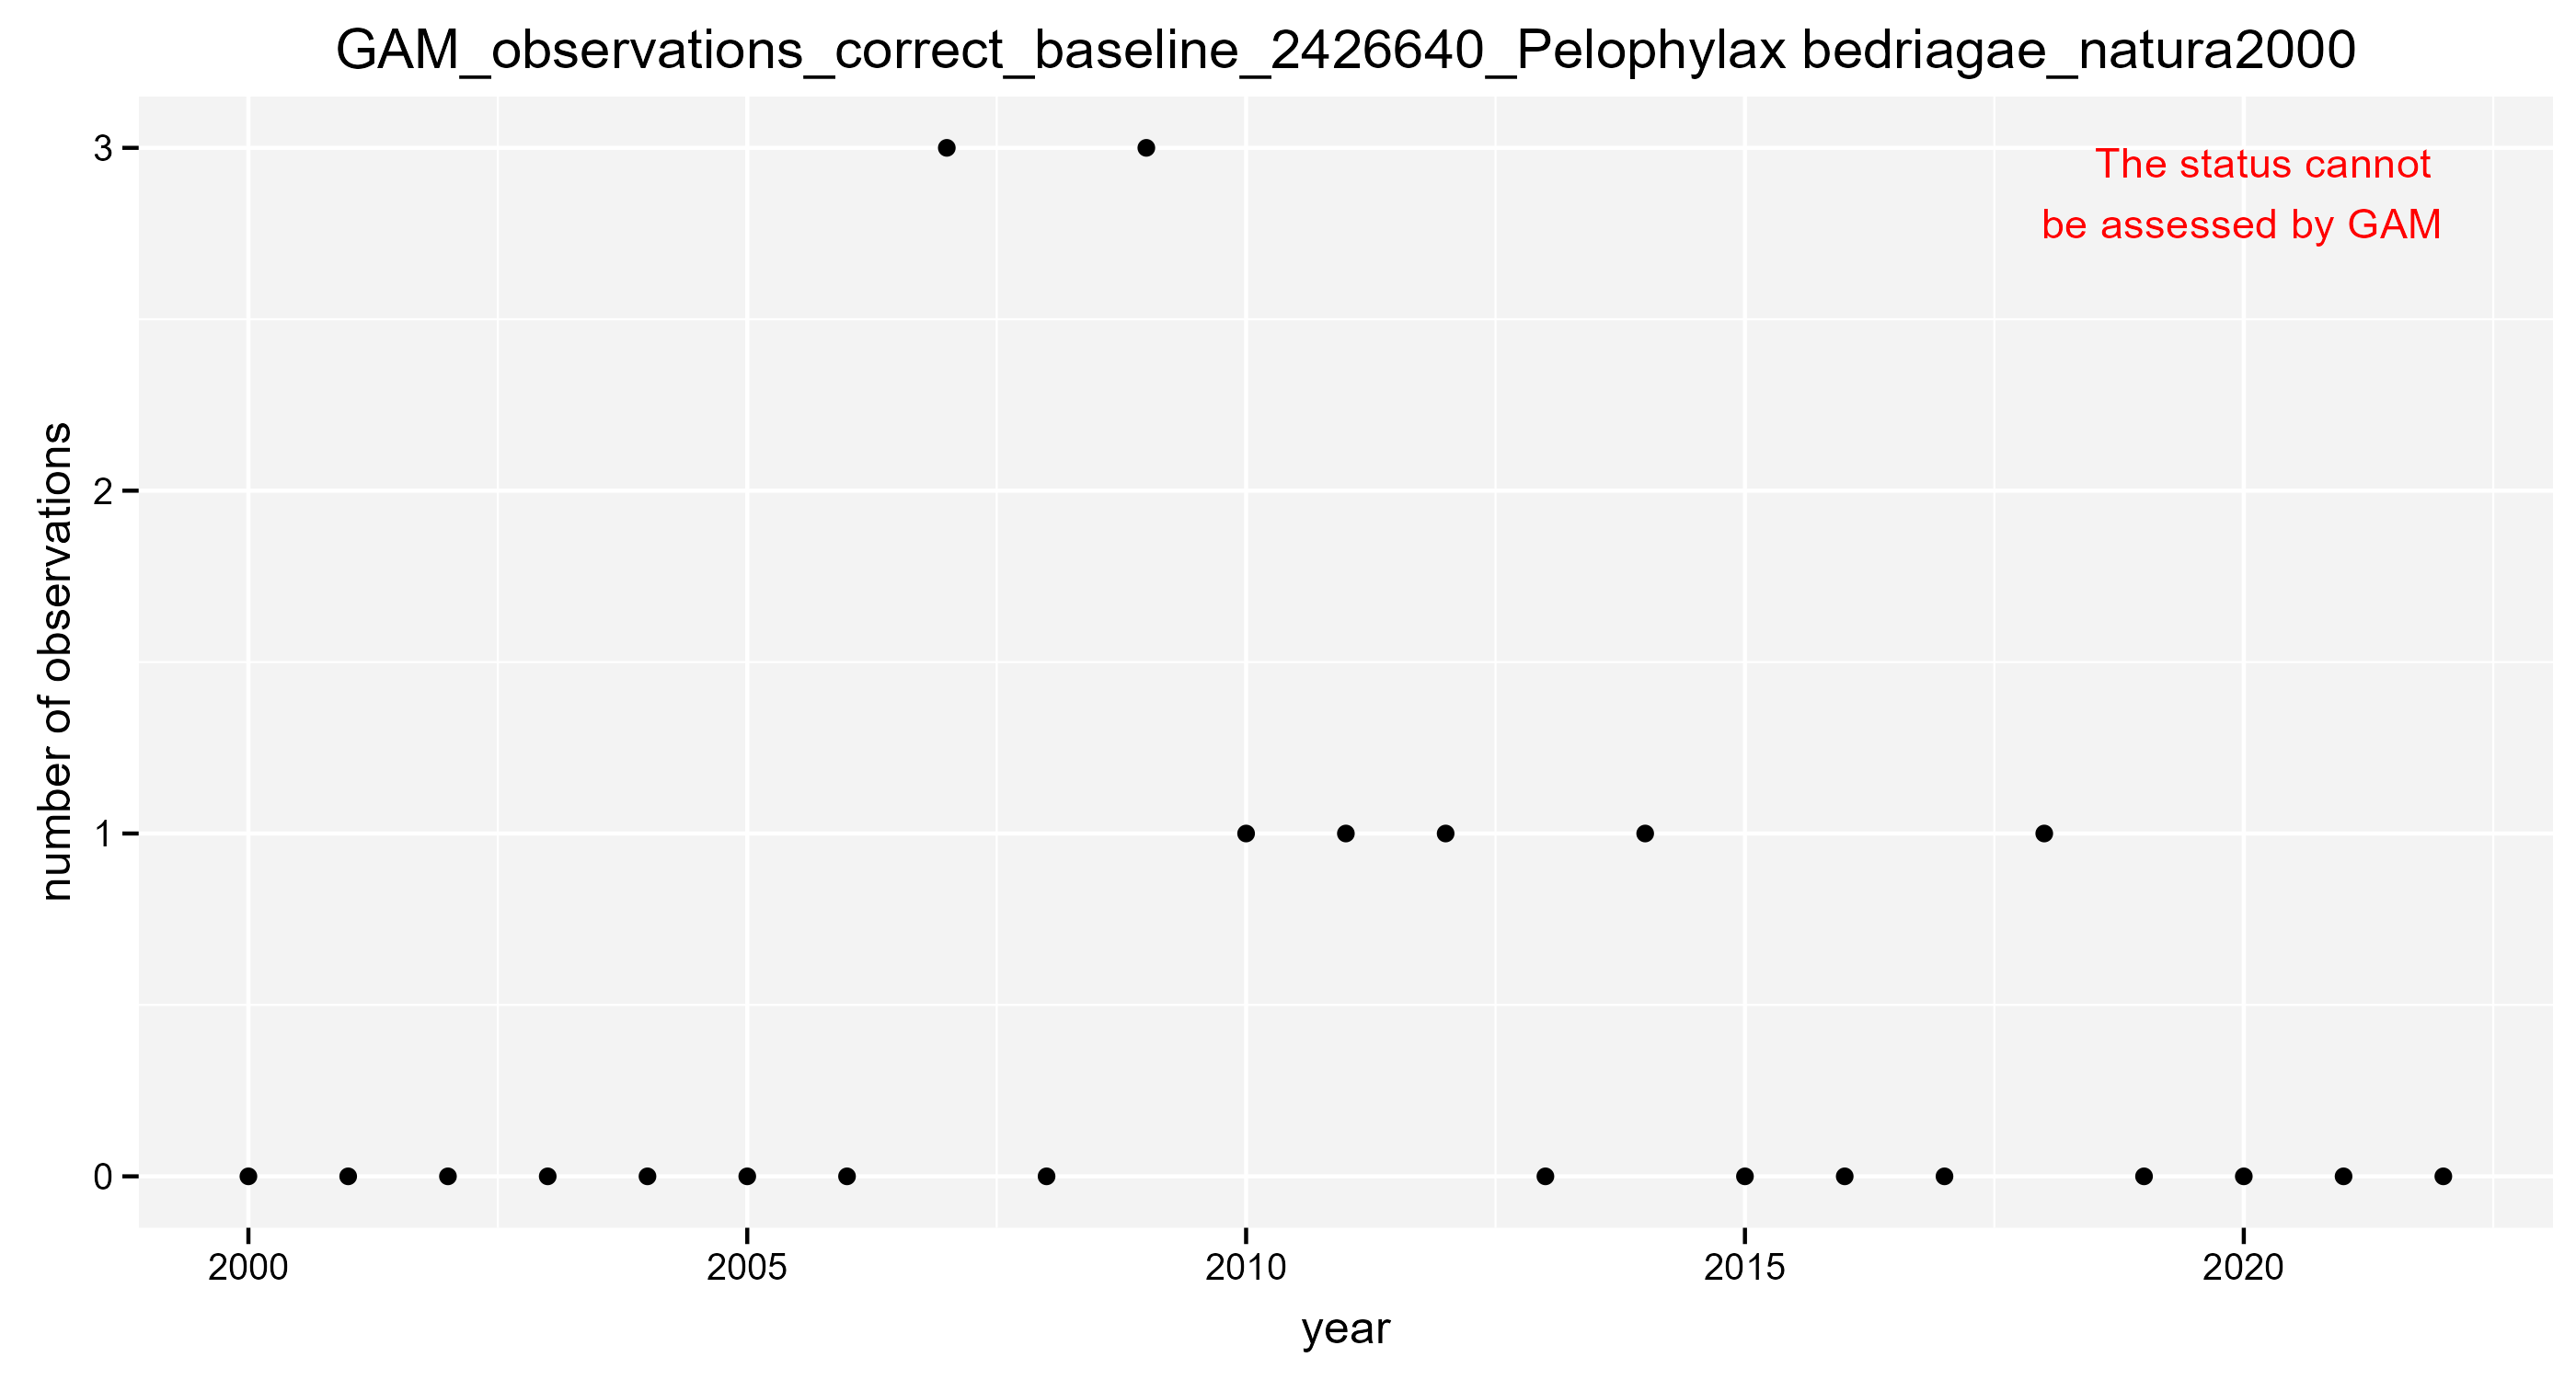 GAM_observations_correct_baseline_2426640_Pelophylax bedriagae_natura2000
The status cannot
be assessed by GAM
number of observations
3
2
1
0
2000 2005 2010 2015 2020
year